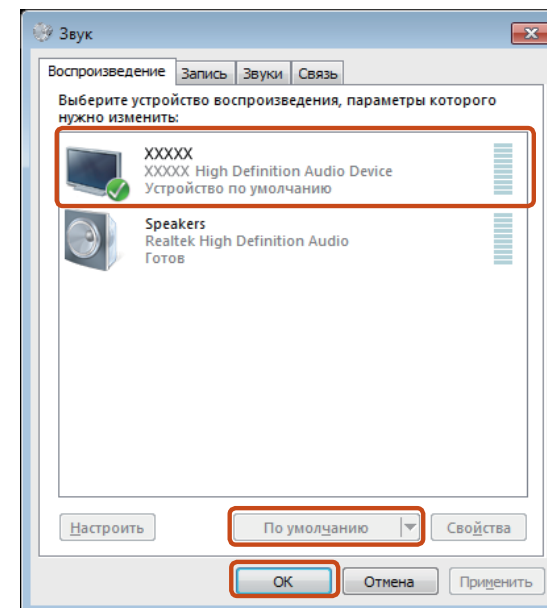 Звук
Воспроизведение Запись Звуки Связь
Выберите устройство воспроизведения, параметры которого
нужно изменить:
XXXXX
XXXXX High Definition Audio Device
Устройство по умолчанию
Speakers
Realtek High Definition Audio
Готов
Настроить По умолчанию Свойства
OK Отмена Применить